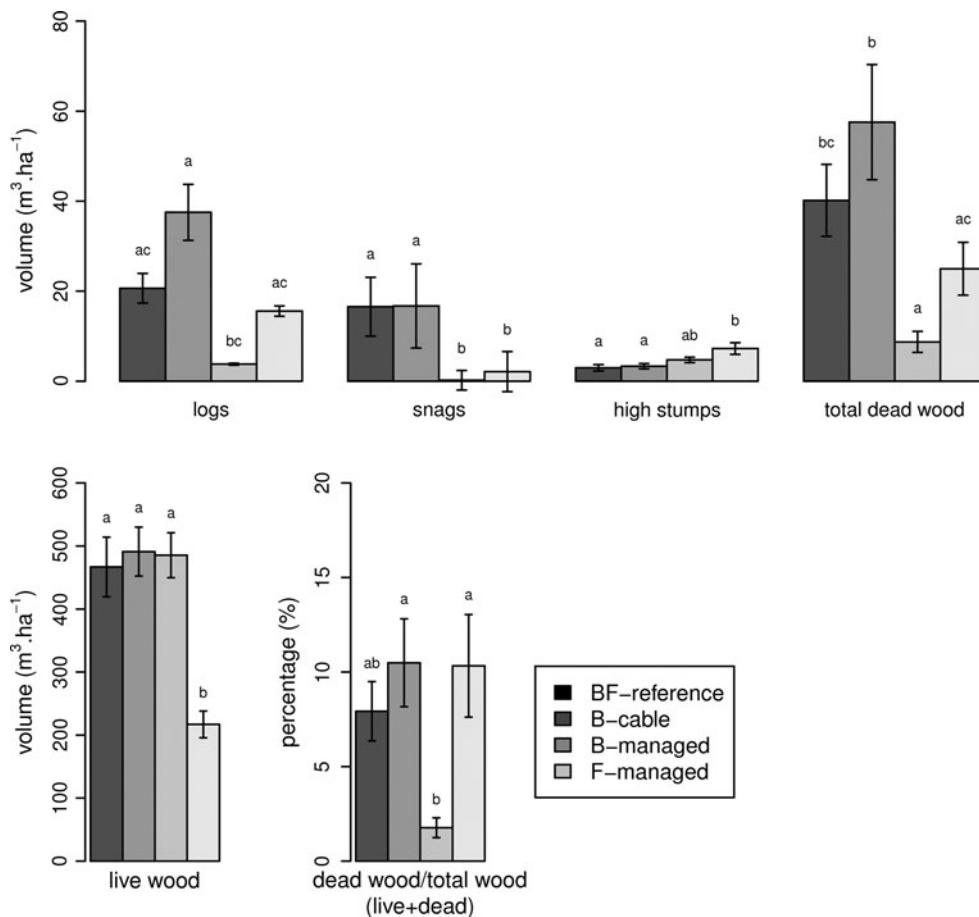 80
60
40
20
0
volume (m³.ha⁻¹)
ac
a
bc
ac
a
a
b
b
a
a
ab
b
bc
b
a
ac
logs
snags
high stumps
total dead wood
600
500
400
300
200
100
0
volume (m³.ha⁻¹)
a
a
a
b
live wood
20
15
10
5
0
percentage (%)
ab
a
b
a
dead wood/total wood
(live+dead)
BF−reference
B−cable
B−managed
F−managed